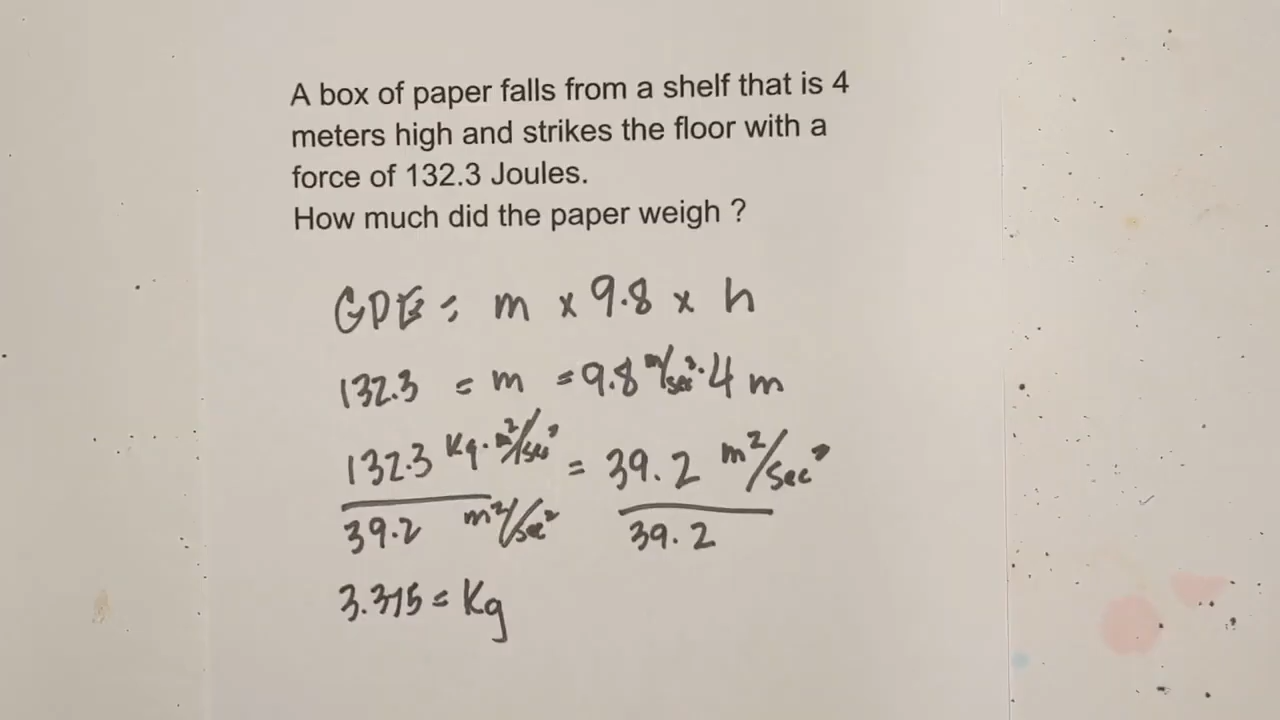 A box of paper falls from a shelf that is 4
meters high and strikes the floor with a
force of 132.3 Joules.
How much did the paper weigh ?
GPE = m x 9.8 x h
132.3 = m = 9.8 m/sec². 4 m
132.3 Kg. m²/sec² = 39.2 m²/sec²
39.2 m²/sec² 39.2
3.375 = Kg